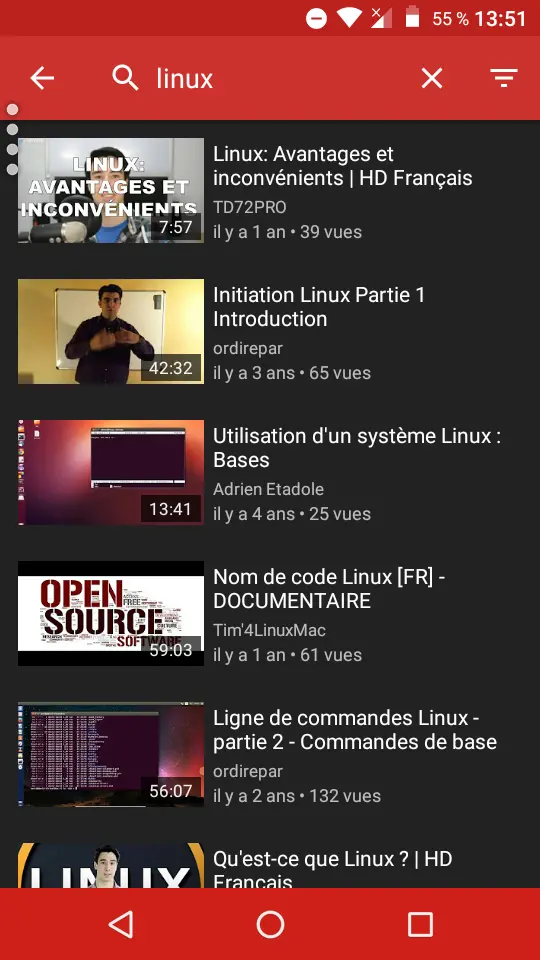 55 % 13:51
linux
LINUX:
AVANTAGES ET
INCONVÉNIENTS
7:57
Linux: Avantages et
inconvénients | HD Français
TD72PRO
il y a 1 an • 39 vues
42:32
Initiation Linux Partie 1
Introduction
ordirepar
il y a 3 ans • 65 vues
13:41
Utilisation d'un système Linux :
Bases
Adrien Etadole
il y a 4 ans • 25 vues
OPEN
SOURCE
SOFTWARE
59:03
Nom de code Linux [FR] -
DOCUMENTAIRE
Tim'4LinuxMac
il y a 1 an • 61 vues
56:07
Ligne de commandes Linux -
partie 2 - Commandes de base
ordirepar
il y a 2 ans • 132 vues
LINUX
Qu'est-ce que Linux ? | HD
Français